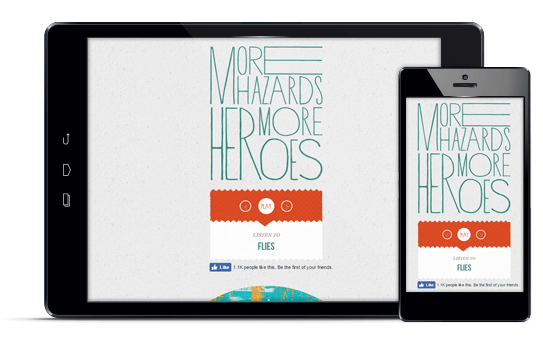 MORE
HAZARDS
MORE
HEROES
PLAY
LISTEN TO
FLIES
Like 1.1K people like this. Be the first of your friends.
MORE
HAZARDS
MORE
HEROES
PLAY
LISTEN TO
FLIES
Like 1.1K people like this. Be the first of your friends.